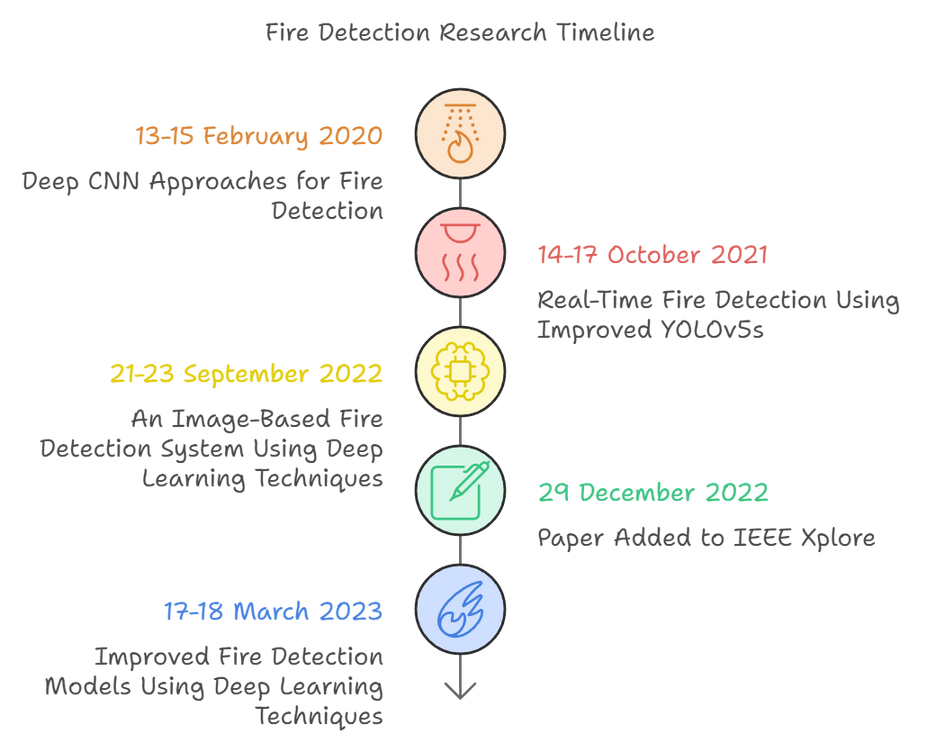 Fire Detection Research Timeline
13-15 February 2020
Deep CNN Approaches for Fire
Detection
14-17 October 2021
Real-Time Fire Detection Using
Improved YOLOv5s
21-23 September 2022
An Image-Based Fire
Detection System Using Deep
Learning Techniques
29 December 2022
Paper Added to IEEE Xplore
17-18 March 2023
Improved Fire Detection
Models Using Deep Learning
Techniques